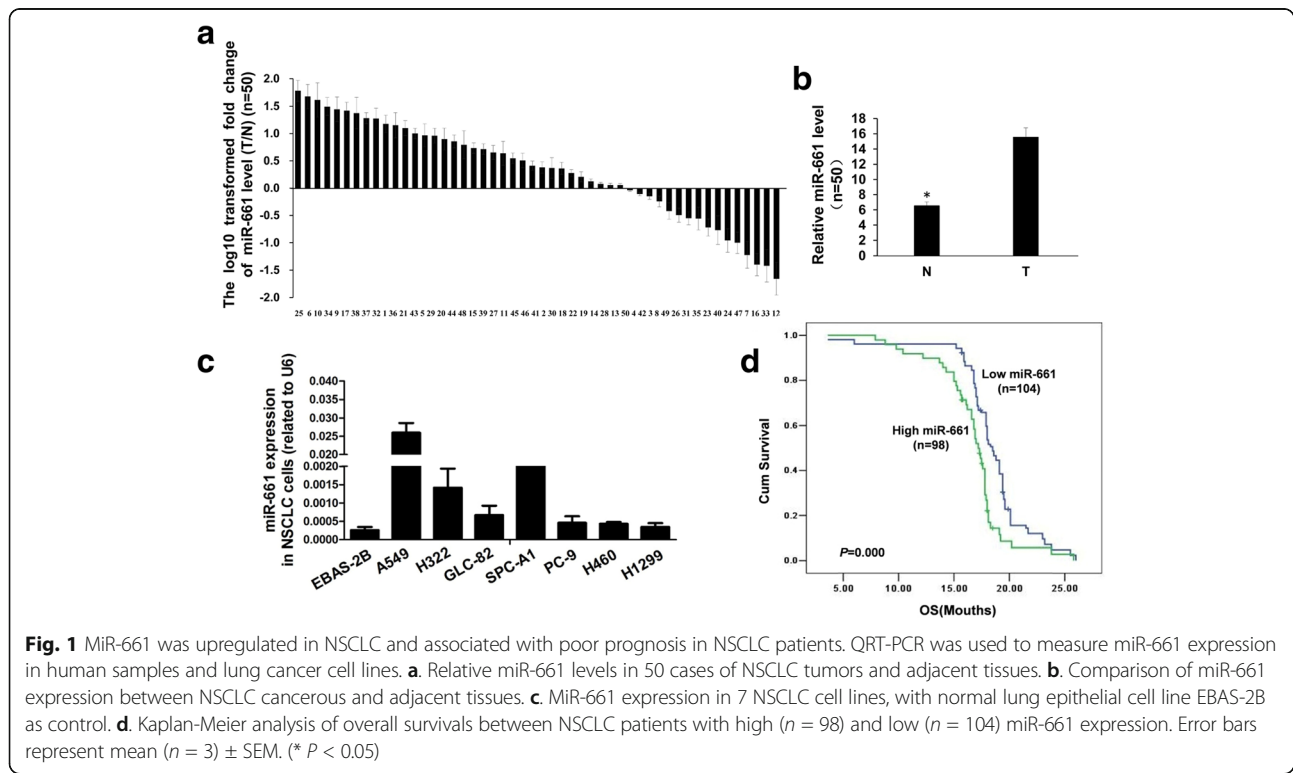 a
The log10 transformed fold change
of miR-661 level (T/N) (n=50)
2.0
1.5
1.0
0.5
0.0
-0.5
-1.0
-1.5
-2.0
25 6 10 34 9 17 38 37 32 1 36 21 43 5 29 20 44 48 15 39 27 11 45 46 41 2 30 18 22 19 14 28 13 50 4 42 3 8 49 26 31 35 23 40 24 47 7 16 33 12
b
Relative miR-661 level
(n=50)
18
16
14
12
10
8
6
4
2
0
*
N T
c
miR-661 expression
in NSCLC cells (related to U6)
0.040
0.035
0.030
0.025
0.020
0.0020
0.0015
0.0010
0.0005
0.0000
EBAS-2B A549 H322 GLC-82 SPC-A1 PC-9 H460 H1299
d
Cum Survival
1.0
0.8
0.6
0.4
0.2
0.0
Low miR-661
(n=104)
High miR-661
(n=98)
P=0.000
5.00 10.00 15.00 20.00 25.00
OS(Mouths)
Fig. 1 MiR-661 was upregulated in NSCLC and associated with poor prognosis in NSCLC patients. QRT-PCR was used to measure miR-661 expression
in human samples and lung cancer cell lines. a. Relative miR-661 levels in 50 cases of NSCLC tumors and adjacent tissues. b. Comparison of miR-661
expression between NSCLC cancerous and adjacent tissues. c. MiR-661 expression in 7 NSCLC cell lines, with normal lung epithelial cell line EBAS-2B
as control. d. Kaplan-Meier analysis of overall survivals between NSCLC patients with high (n = 98) and low (n = 104) miR-661 expression. Error bars
represent mean (n = 3) ± SEM. (* P < 0.05)